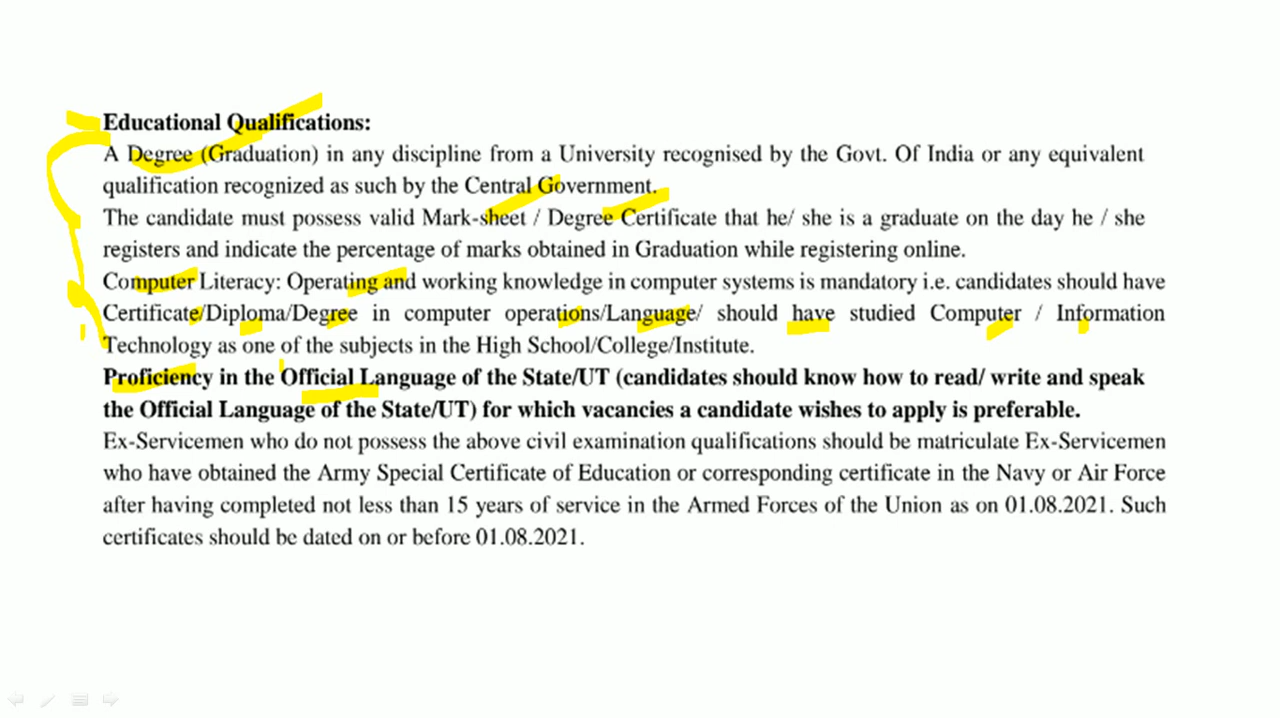 Educational Qualifications:
A Degree (Graduation) in any discipline from a University recognised by the Govt. Of India or any equivalent
qualification recognized as such by the Central Government.
The candidate must possess valid Mark-sheet / Degree Certificate that he/ she is a graduate on the day he / she
registers and indicate the percentage of marks obtained in Graduation while registering online.
Computer Literacy: Operating and working knowledge in computer systems is mandatory i.e. candidates should have
Certificate/Diploma/Degree in computer operations/Language/ should have studied Computer / Information
Technology as one of the subjects in the High School/College/Institute.
Proficiency in the Official Language of the State/UT (candidates should know how to read/ write and speak
the Official Language of the State/UT) for which vacancies a candidate wishes to apply is preferable.
Ex-Servicemen who do not possess the above civil examination qualifications should be matriculate Ex-Servicemen
who have obtained the Army Special Certificate of Education or corresponding certificate in the Navy or Air Force
after having completed not less than 15 years of service in the Armed Forces of the Union as on 01.08.2021. Such
certificates should be dated on or before 01.08.2021.